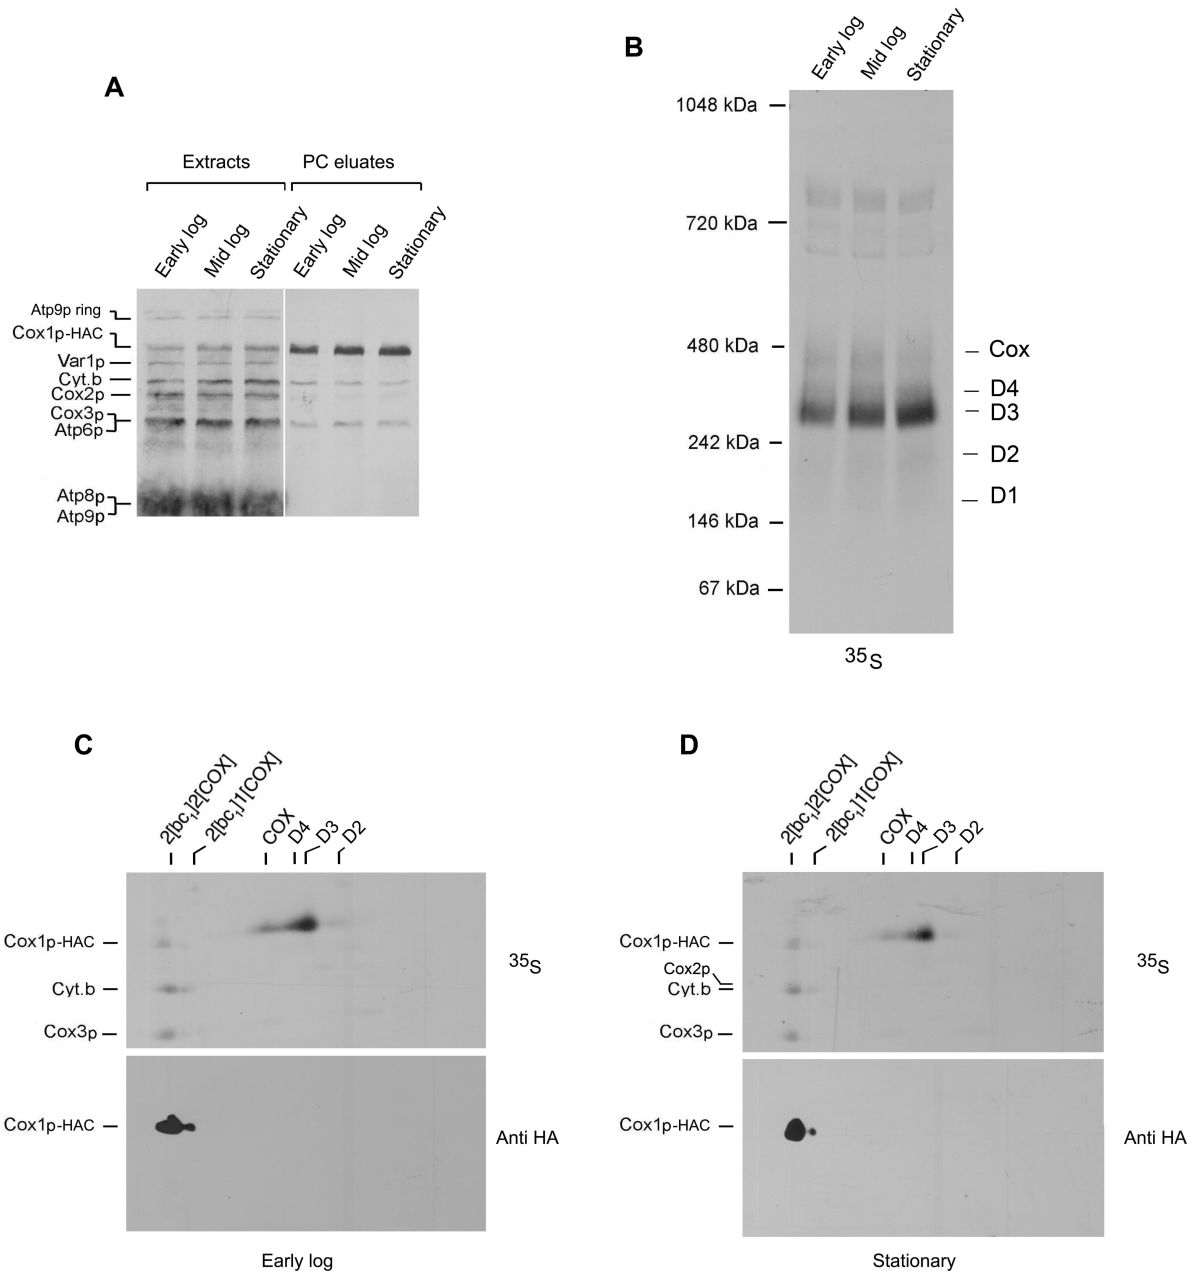 A
Extracts
PC eluates
Early log
Mid log
Stationary
Early log
Mid log
Stationary
Atp9p ring
Cox1p-HAC
Var1p
Cyt.b
Cox2p
Cox3p
Atp6p
Atp8p
Atp9p
B
Early log
Mid log
Stationary
1048 kDa
720 kDa
480 kDa
242 kDa
146 kDa
67 kDa
Cox
D4
D3
D2
D1
35S
C
2[bc1]2[COX]
2[bc1]1[COX]
COX
D4
D3
D2
Cox1p-HAC
Cyt.b
Cox3p
35S
Cox1p-HAC
Anti HA
Early log
D
2[bc1]2[COX]
2[bc1]1[COX]
COX
D4
D3
D2
Cox1p-HAC
Cox2p
Cyt.b
Cox3p
35S
Cox1p-HAC
Anti HA
Stationary